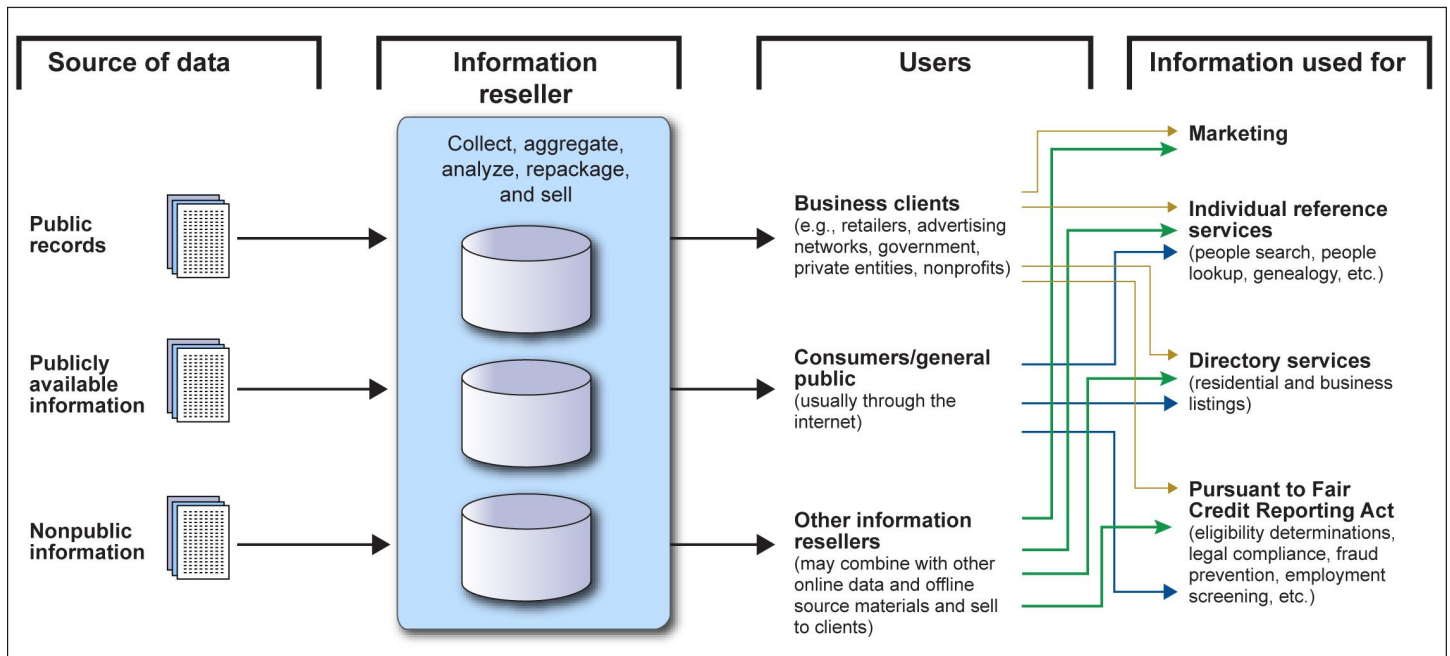 Source of data
Information
reseller
Users
Information used for
Collect, aggregate,
analyze, repackage,
and sell
Public
records
Publicly
available
information
Nonpublic
information
Business clients
(e.g., retailers, advertising
networks, government,
private entities, nonprofits)
Consumers/general
public
(usually through the
internet)
Other information
resellers
(may combine with other
online data and offline
source materials and sell
to clients)
Marketing
Individual reference
services
(people search, people
lookup, genealogy, etc.)
Directory services
(residential and business
listings)
Pursuant to Fair
Credit Reporting Act
(eligibility determinations,
legal compliance, fraud
prevention, employment
screening, etc.)